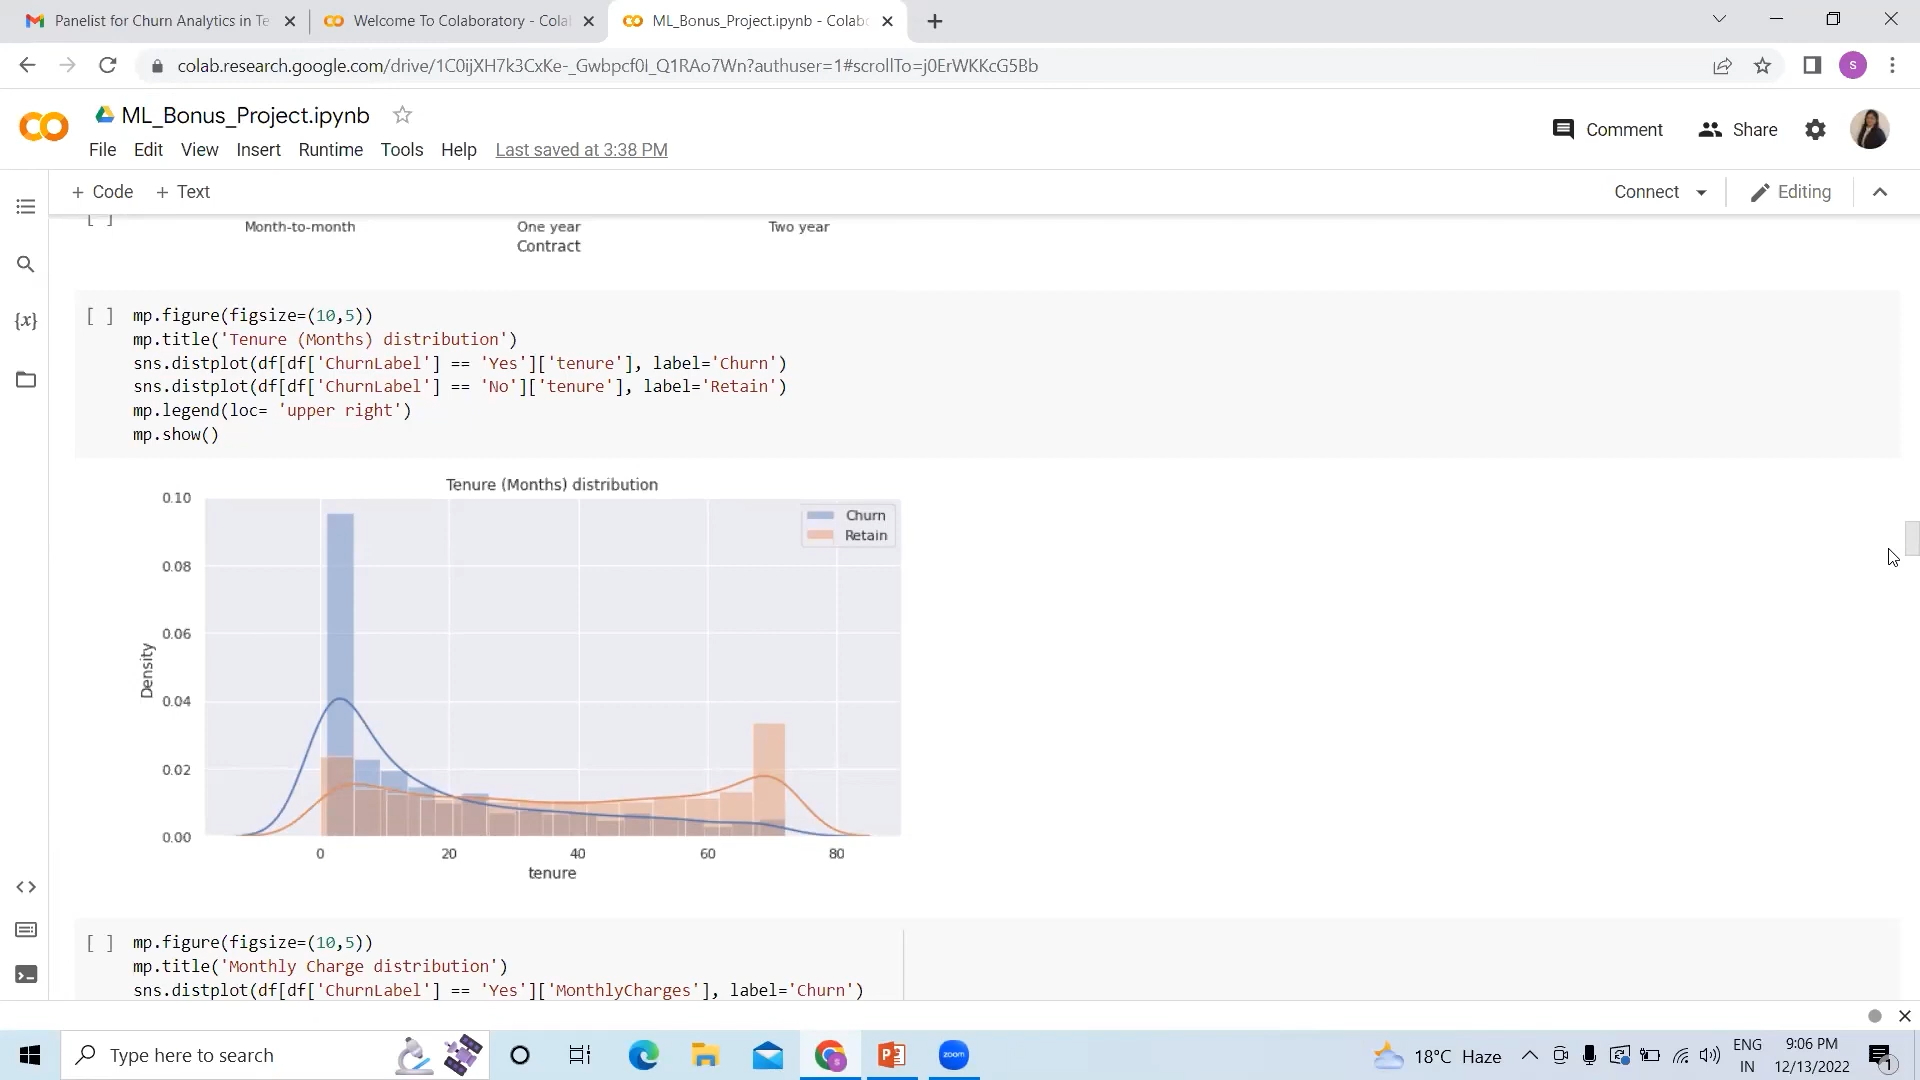 Panelist for Churn Analytics in Te
Welcome To Colaboratory - Cola
ML_Bonus_Project.ipynb - Colab
colab.research.google.com/drive/1C0ijXH7k3CxKe-_Gwbpcf0l_Q1RAo7Wn?authuser=1#scrollTo=j0ErWKKcG5Bb
S
ML_Bonus_Project.ipynb
Comment
Share
File Edit View Insert Runtime Tools Help Last saved at 3:38 PM
+ Code + Text
Connect
Editing
{x}
[ ]
Month-to-month One year Two year
Contract
[ ] mp.figure(figsize=(10,5))
mp.title('Tenure (Months) distribution')
sns.distplot(df[df['ChurnLabel'] == 'Yes']['tenure'], label='Churn')
sns.distplot(df[df['ChurnLabel'] == 'No']['tenure'], label='Retain')
mp.legend(loc= 'upper right')
mp.show()
Tenure (Months) distribution
0.10
0.08
0.06
0.04
0.02
0.00
Density
Churn
Retain
0 20 40 60 80
tenure
[ ] mp.figure(figsize=(10,5))
mp.title('Monthly Charge distribution')
sns.distplot(df[df['ChurnLabel'] == 'Yes']['MonthlyCharges'], label='Churn')
Type here to search
zoom
18°C Haze
ENG
IN
9:06 PM
12/13/2022
1